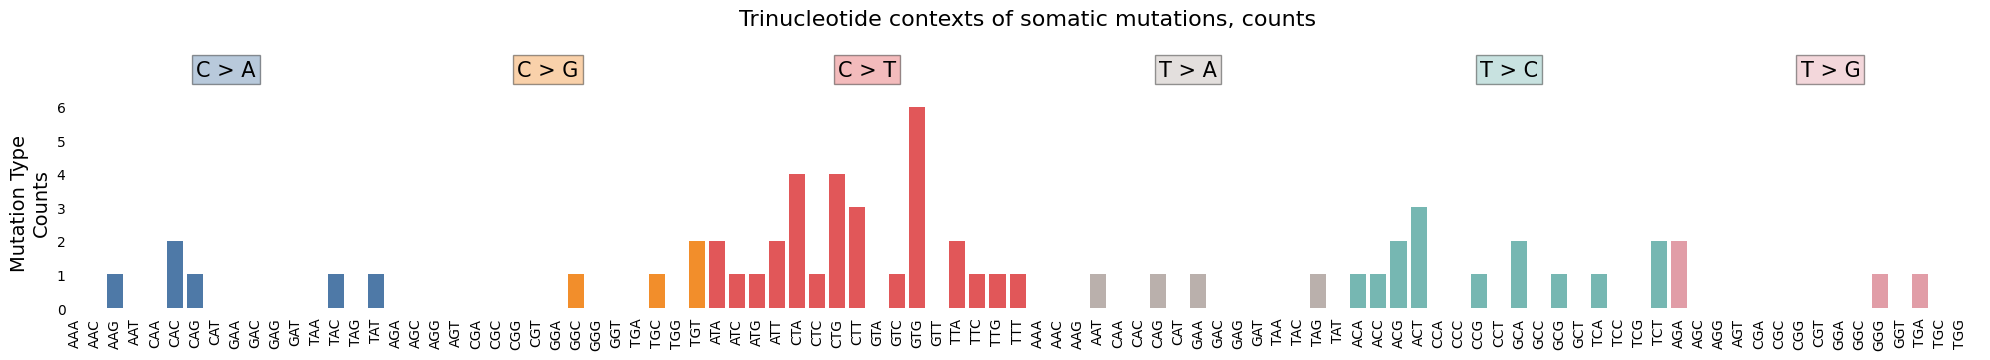 Trinucleotide contexts of somatic mutations, counts
C > A
C > G
C > T
T > A
T > C
T > G
Mutation Type
Counts
6
5
4
3
2
1
0
AAA
AAC
AAG
AAT
CAA
CAC
CAG
CAT
GAA
GAC
GAG
GAT
TAA
TAC
TAG
TAT
AGA
AGC
AGG
AGT
CGA
CGC
CGG
CGT
GGA
GGC
GGG
GGT
TGA
TGC
TGG
TGT
ATA
ATC
ATG
ATT
CTA
CTC
CTG
CTT
GTA
GTC
GTG
GTT
TTA
TTC
TTG
TTT
AAA
AAC
AAG
AAT
CAA
CAC
CAG
CAT
GAA
GAC
GAG
GAT
TAA
TAC
TAG
TAT
ACA
ACC
ACG
ACT
CCA
CCC
CCG
CCT
GCA
GCC
GCG
GCT
TCA
TCC
TCG
TCT
AGA
AGC
AGG
AGT
CGA
CGC
CGG
CGT
GGA
GGC
GGG
GGT
TGA
TGC
TGG